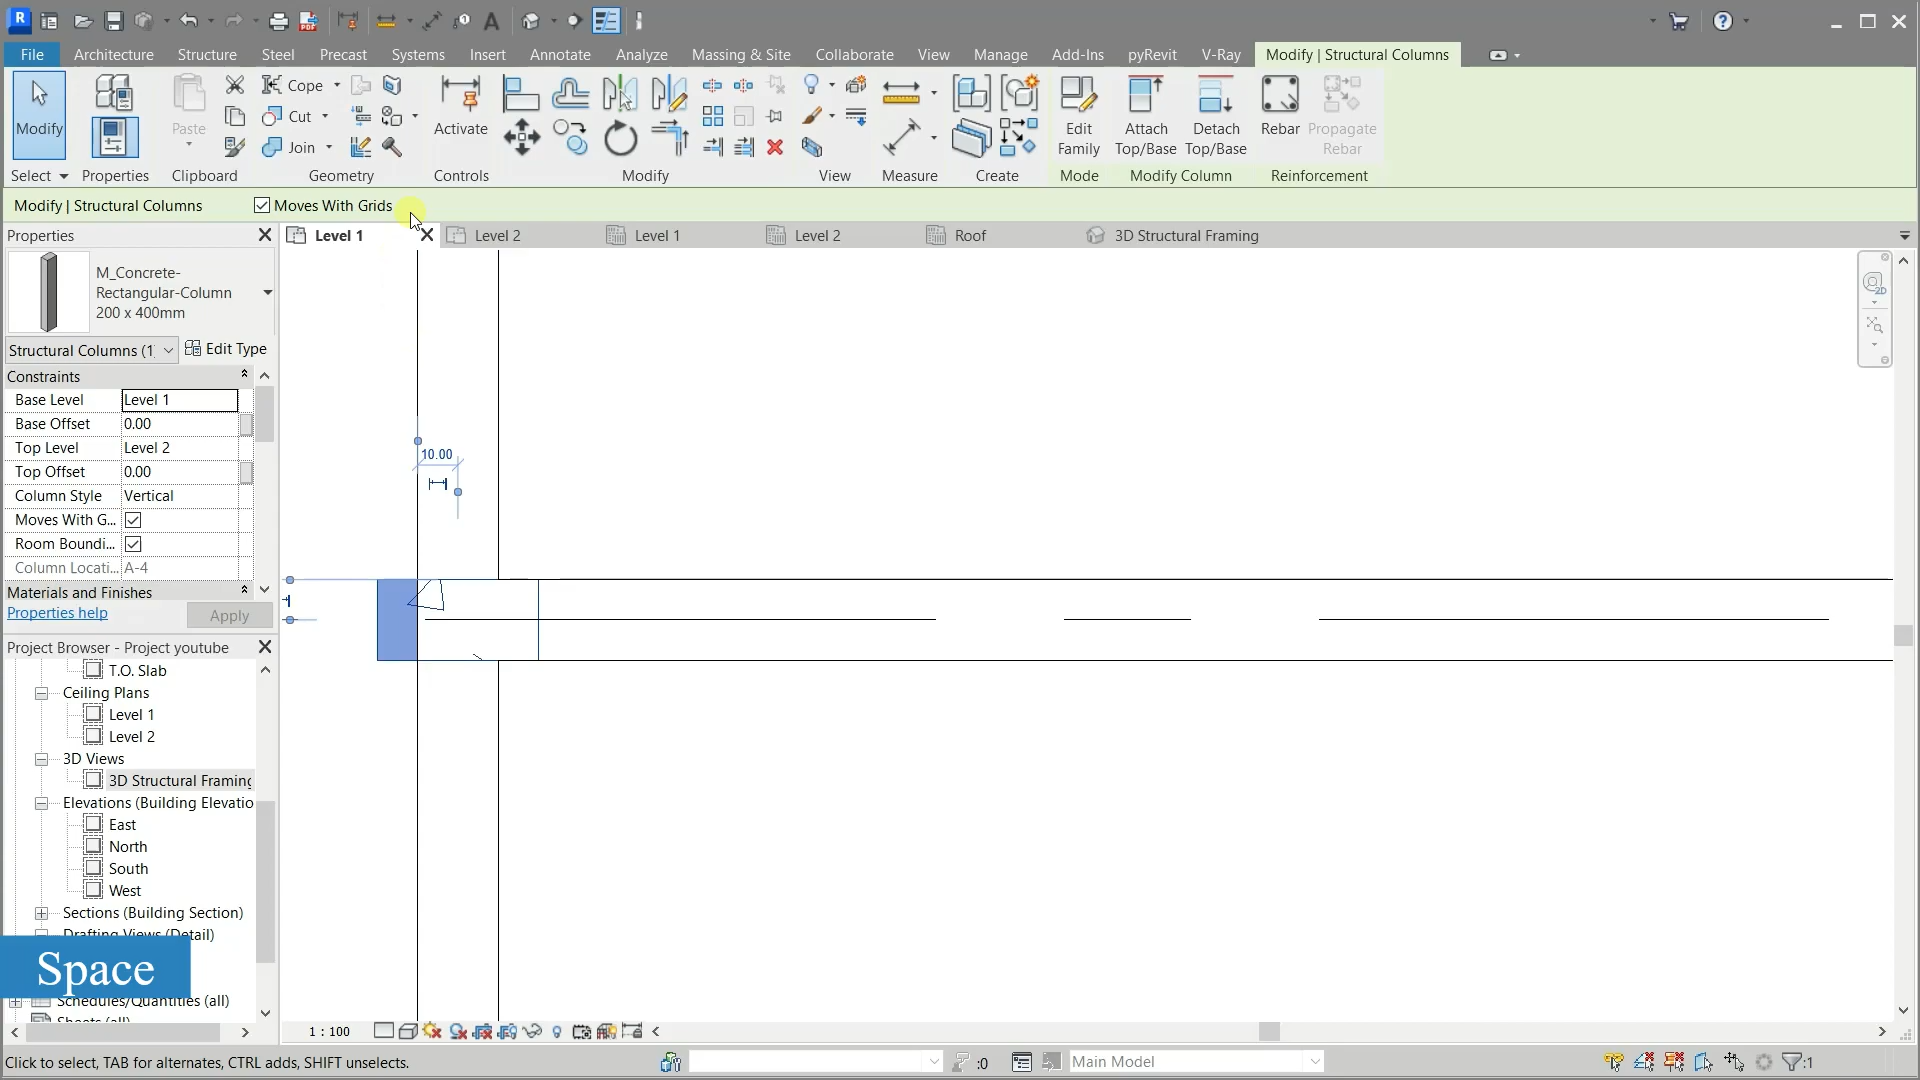 File Architecture Structure Steel Precast Systems Insert Annotate Analyze Massing & Site Collaborate View Manage Add-Ins pyRevit V-Ray Modify | Structural Columns
Modify Paste Cope Cut Join Activate Edit Family Attach Top/Base Detach Top/Base Rebar Propagate Rebar
Select Properties Clipboard Geometry Controls Modify View Measure Create Mode Modify Column Reinforcement
Modify | Structural Columns Moves With Grids
Properties
Level 1 Level 2 Level 1 Level 2 Roof 3D Structural Framing
M_Concrete-
Rectangular-Column
200 x 400mm
Structural Columns (1 Edit Type
Constraints
Base Level Level 1
Base Offset 0.00
Top Level Level 2
Top Offset 0.00
Column Style Vertical
Moves With G...
Room Boundi...
Column Locati... A-4
Materials and Finishes
Properties help Apply
10.00
Project Browser - Project youtube
T.O. Slab
Ceiling Plans
Level 1
Level 2
3D Views
3D Structural Framing
Elevations (Building Elevatio
East
North
South
West
Sections (Building Section)
Drafting Views (Detail)
Space
Schedules/Quantities (all)
Sheets (all)
1 : 100
Click to select, TAB for alternates, CTRL adds, SHIFT unselects.
:0
Main Model
:1